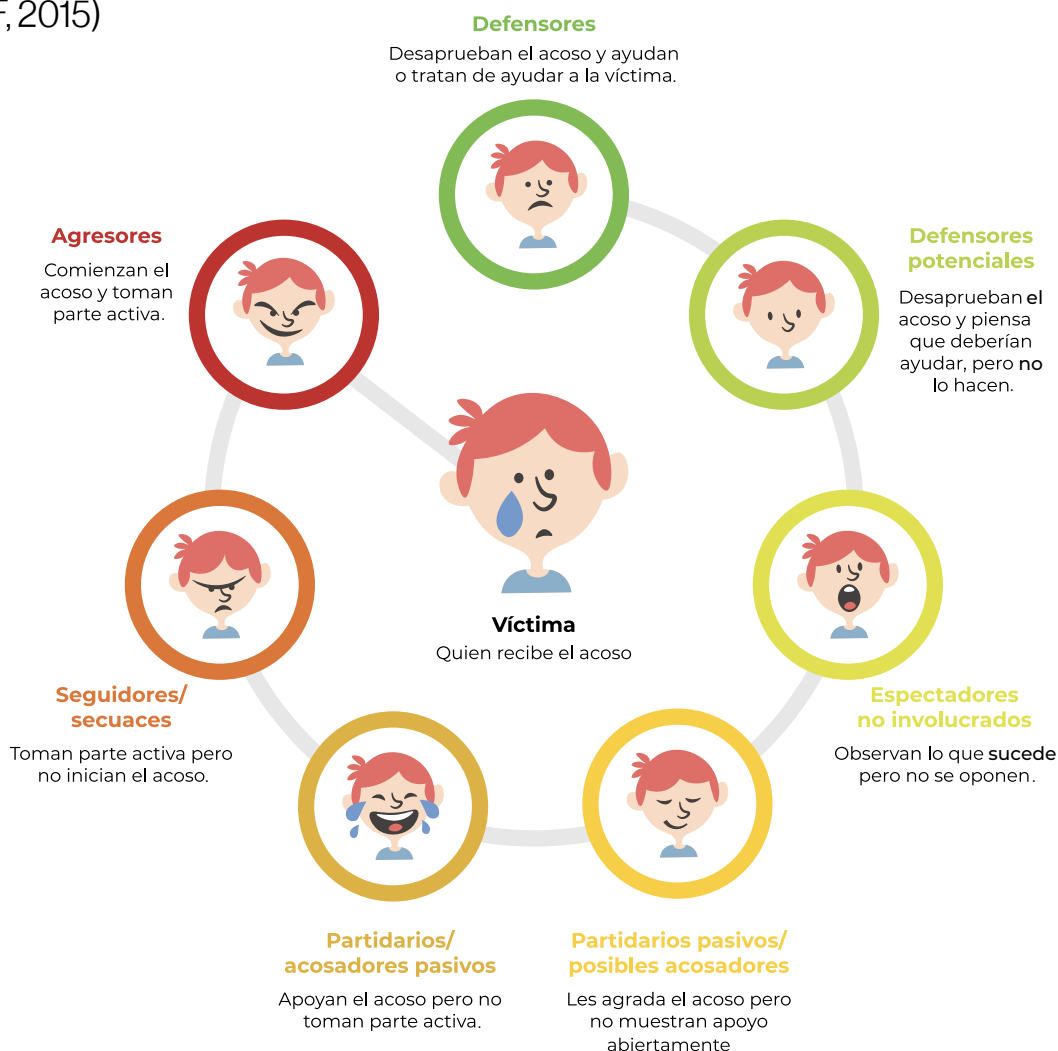 F, 2015)
Defensores
Desaprueban el acoso y ayudan
o tratan de ayudar a la víctima.
Agresores
Comienzan el
acoso y toman
parte activa.
Defensores
potenciales
Desaprueban el
acoso y piensa
que deberían
ayudar, pero no
lo hacen.
Víctima
Quien recibe el acoso
Seguidores/
secuaces
Toman parte activa pero
no inician el acoso.
Espectadores
no involucrados
Observan lo que sucede
pero no se oponen.
Partidarios/
acosadores pasivos
Apoyan el acoso pero no
toman parte activa.
Partidarios pasivos/
posibles acosadores
Les agrada el acoso pero
no muestran apoyo
abiertamente